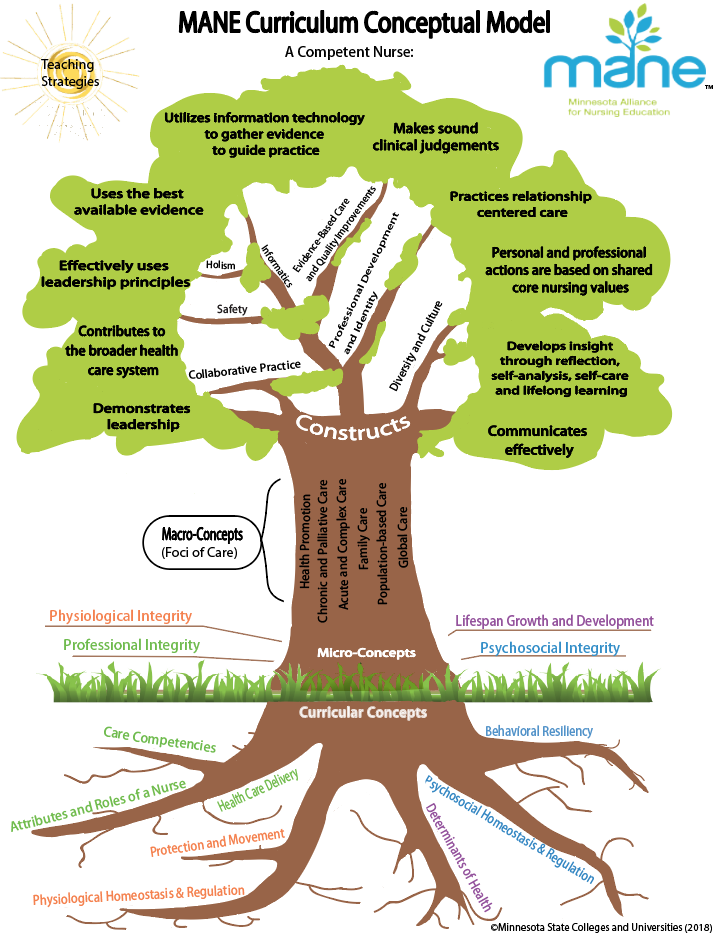 MANE Curriculum Conceptual Model
A Competent Nurse:
Teaching
Strategies
mane™
Minnesota Alliance
for Nursing Education
Utilizes information technology
to gather evidence
to guide practice
Makes sound
clinical judgements
Uses the best
available evidence
Practices relationship
centered care
Effectively uses
leadership principles
Personal and professional
actions are based on shared
core nursing values
Contributes to
the broader health
care system
Develops insight
through reflection,
self-analysis, self-care
and lifelong learning
Demonstrates
leadership
Communicates
effectively
Holism
Safety
Collaborative Practice
Informatics
Evidence-Based Care
and Quality Improvements
Professional Development
and Identity
Diversity and Culture
Constructs
Macro-Concepts
(Foci of Care)
Health Promotion
Chronic and Palliative Care
Acute and Complex Care
Family Care
Population-based Care
Global Care
Physiological Integrity
Professional Integrity
Lifespan Growth and Development
Psychosocial Integrity
Micro-Concepts
Curricular Concepts
Care Competencies
Attributes and Roles of a Nurse
Health Care Delivery
Protection and Movement
Physiological Homeostasis & Regulation
Behavioral Resiliency
Psychosocial Homeostasis & Regulation
Determinants of Health
©Minnesota State Colleges and Universities (2018)